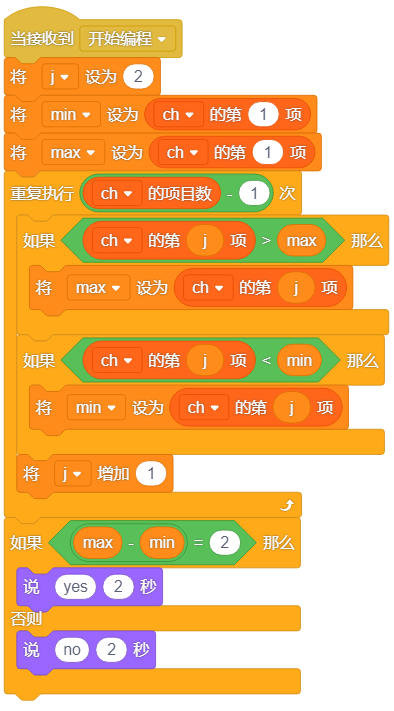 当接收到 开始编程
将 j 设为 2
将 min 设为 ch 的第 1 项
将 max 设为 ch 的第 1 项
重复执行 ch 的项目数 - 1 次
如果 ch 的第 j 项 > max 那么
将 max 设为 ch 的第 j 项
如果 ch 的第 j 项 < min 那么
将 min 设为 ch 的第 j 项
将 j 增加 1
如果 max - min = 2 那么
说 yes 2 秒
否则
说 no 2 秒